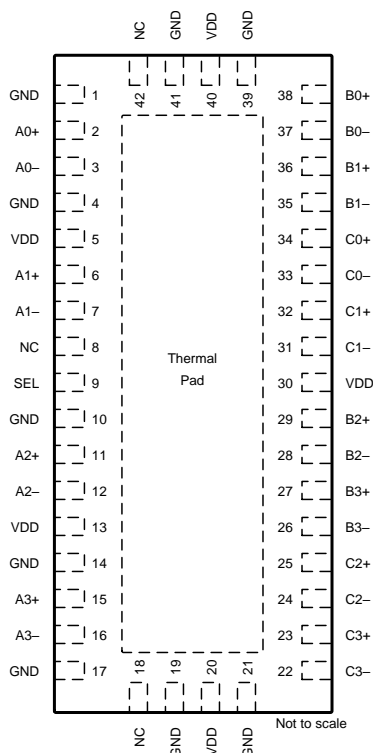 NC GND VDD GND
42 41 40 39
GND 1 38 B0+
A0+ 2 37 B0–
A0– 3 36 B1+
GND 4 35 B1–
VDD 5 34 C0+
A1+ 6 33 C0–
A1– 7 32 C1+
NC 8 31 C1–
SEL 9 30 VDD
GND 10 29 B2+
A2+ 11 28 B2–
A2– 12 27 B3+
VDD 13 26 B3–
GND 14 25 C2+
A3+ 15 24 C2–
A3– 16 23 C3+
GND 17 22 C3–
Thermal
Pad
18 19 20 21
NC GND VDD GND
Not to scale